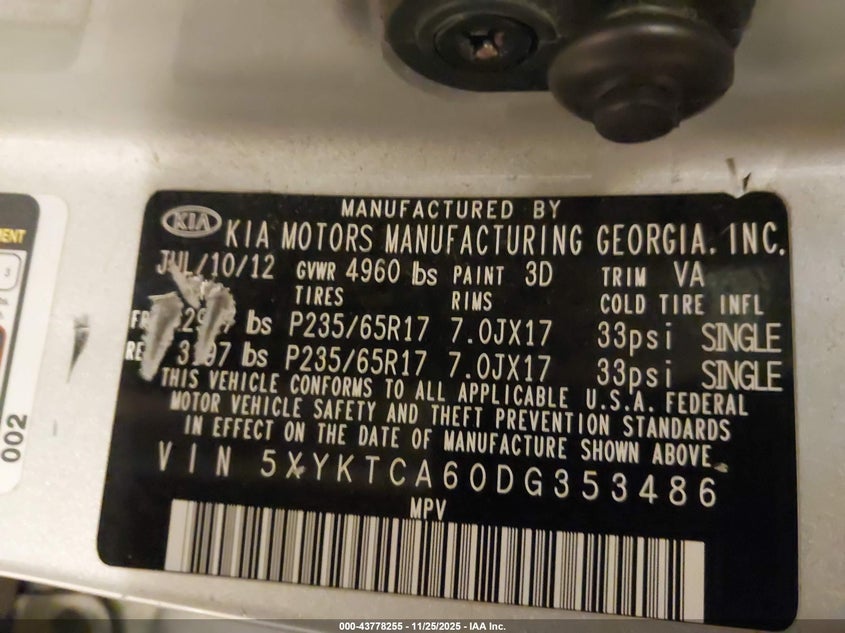 MANUFACTURED BY
KIA KIA MOTORS MANUFACTURING GEORGIA. INC.
JUL/10/12 GVWR 4960 lbs PAINT 3D TRIM VA
TIRES RIMS COLD TIRE INFL
lbs P235/65R17 7.0JX17 33psi SINGLE
lbs P235/65R17 7.0JX17 33psi SINGLE
THIS VEHICLE CONFORMS TO ALL APPLICABLE U.S.A. FEDERAL
MOTOR VEHICLE SAFETY AND THEFT PREVENTION STANDARDS
IN EFFECT ON THE DATE OF MANUFACTURE SHOWN ABOVE.
VIN 5XYKTCA60DG353486
MPV
002
000-43778255 - 11/25/2025 - IAA Inc.